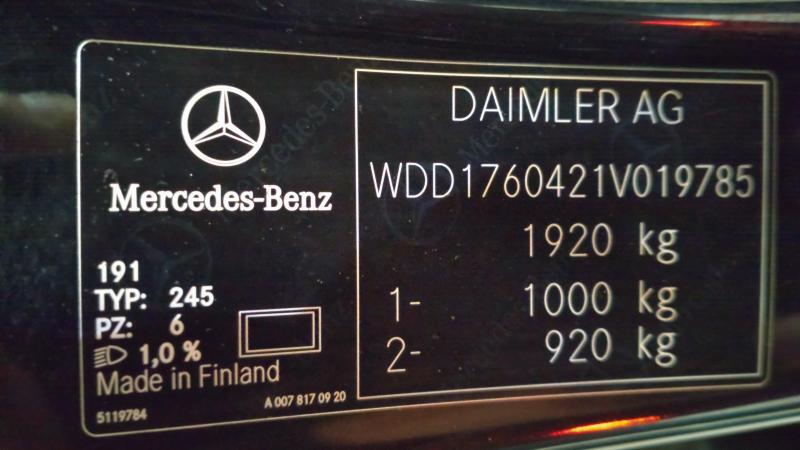 Mercedes-Benz
191
TYP: 245
PZ: 6
1,0 %
Made in Finland
5119784
A 007 817 09 20
DAIMLER AG
WDD1760421V019785
1920 kg
1- 1000 kg
2- 920 kg